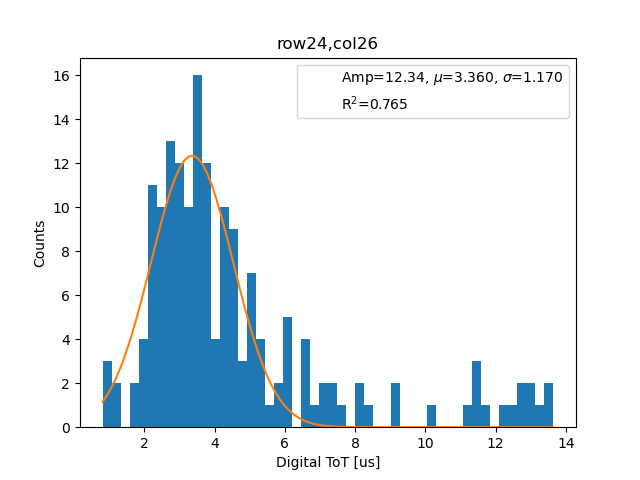 row24,col26
Amp=12.34, μ=3.360, σ=1.170
R²=0.765
Counts
16
14
12
10
8
6
4
2
0
2 4 6 8 10 12 14
Digital ToT [us]